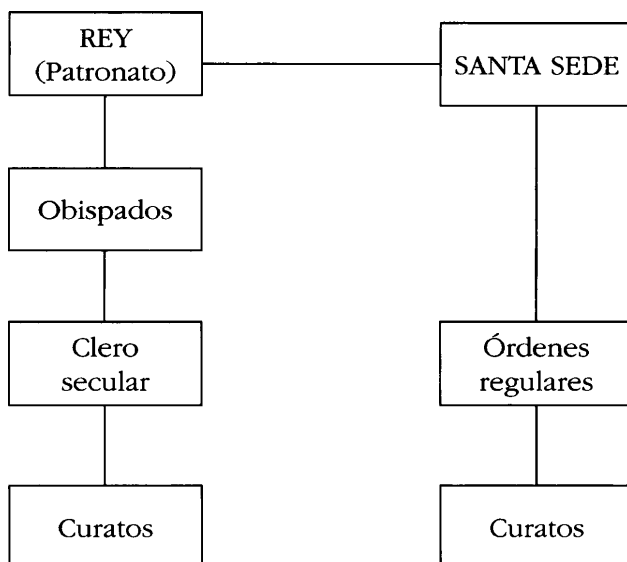 REY
(Patronato)
SANTA SEDE
Obispados
Clero
secular
Órdenes
regulares
Curatos
Curatos